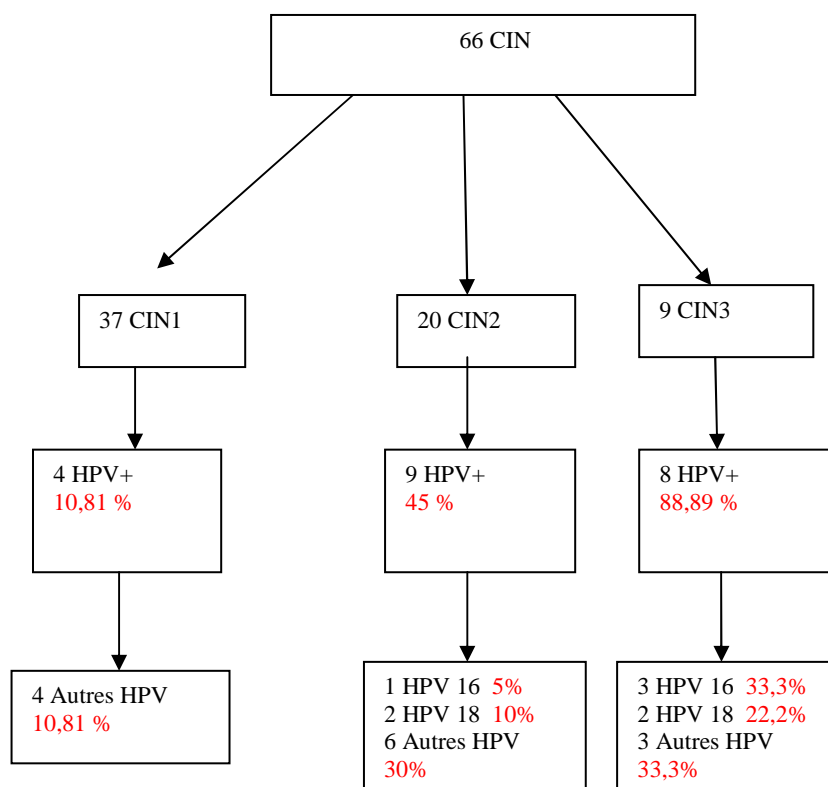 66 CIN
37 CIN1
20 CIN2
9 CIN3
4 HPV+
10,81 %
9 HPV+
45 %
8 HPV+
88,89 %
4 Autres HPV
10,81 %
1 HPV 16 5%
2 HPV 18 10%
6 Autres HPV
30%
3 HPV 16 33,3%
2 HPV 18 22,2%
3 Autres HPV
33,3%